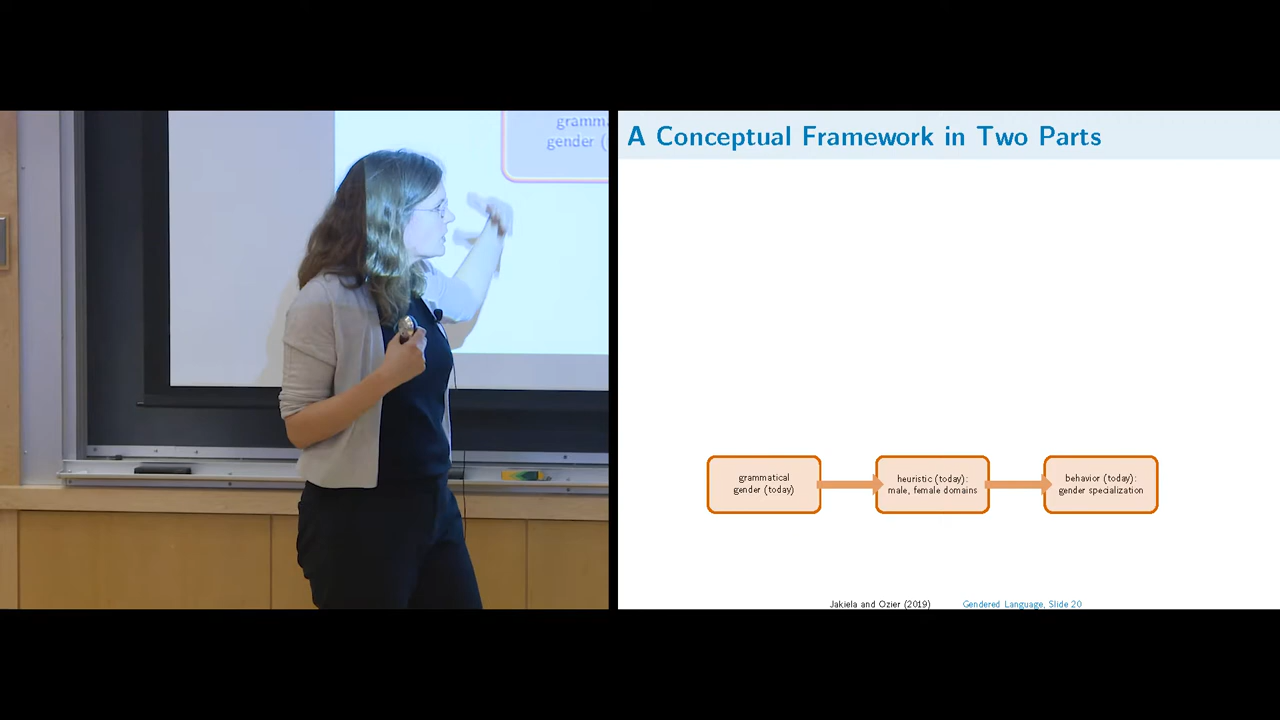 gender (
A Conceptual Framework in Two Parts
grammatical
gender (today)
heuristic (today):
male, female domains
behavior (today):
gender specialization
Jakiela and Ozier (2019) Gendered Language, Slide 20